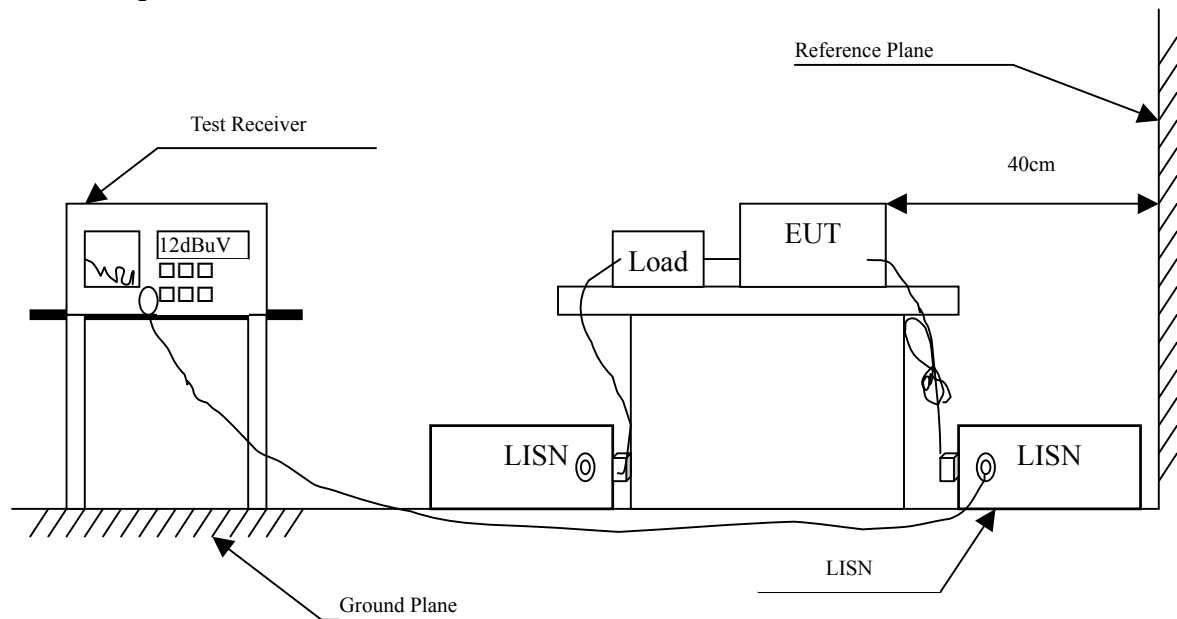 Reference Plane
Test Receiver
40cm
12dBuV
EUT
Load
LISN
LISN
LISN
Ground Plane